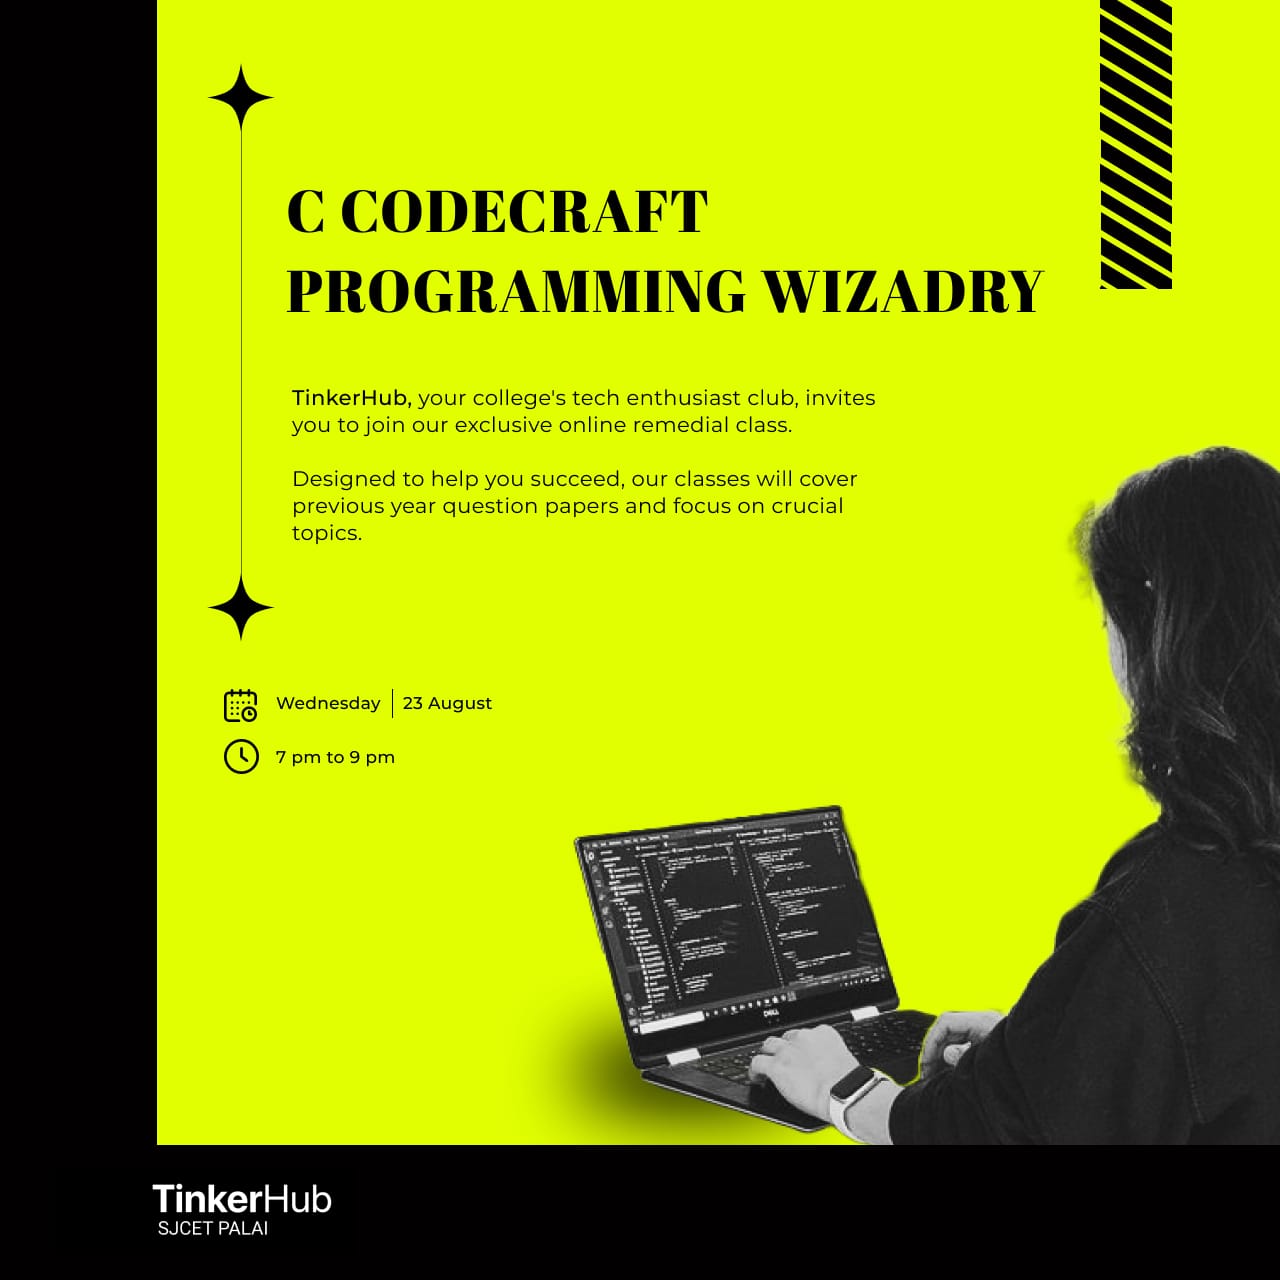 C CODECRAFT
PROGRAMMING WIZADRY
TinkerHub, your college's tech enthusiast club, invites
you to join our exclusive online remedial class.
Designed to help you succeed, our classes will cover
previous year question papers and focus on crucial
topics.
Wednesday 23 August
7 pm to 9 pm
DELL
TinkerHub
SJCET PALAI